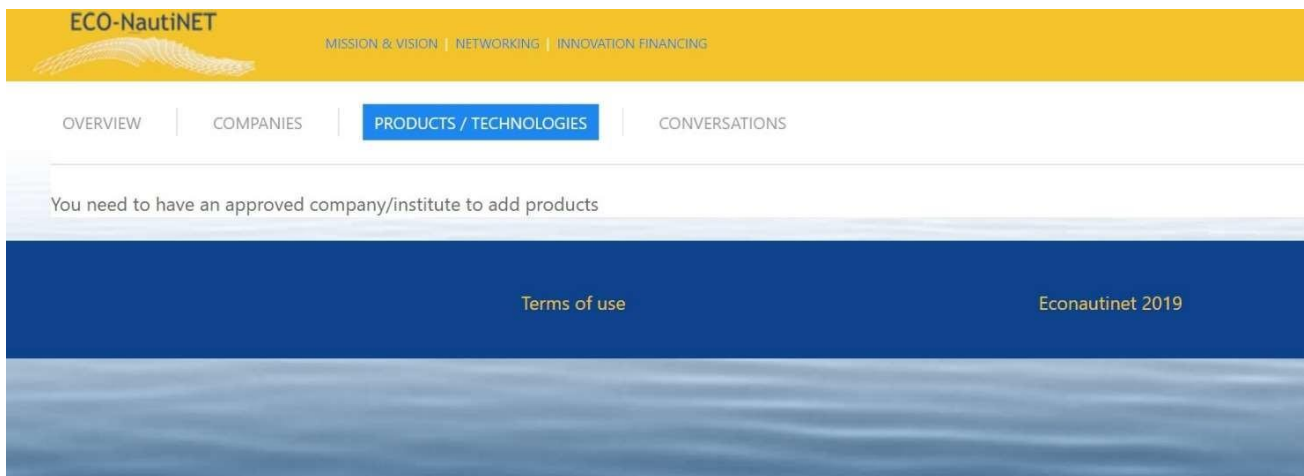 ECO-NautiNET
MISSION & VISION | NETWORKING | INNOVATION FINANCING
OVERVIEW | COMPANIES | PRODUCTS / TECHNOLOGIES | CONVERSATIONS
You need to have an approved company/institute to add products
Terms of use Econautinet 2019